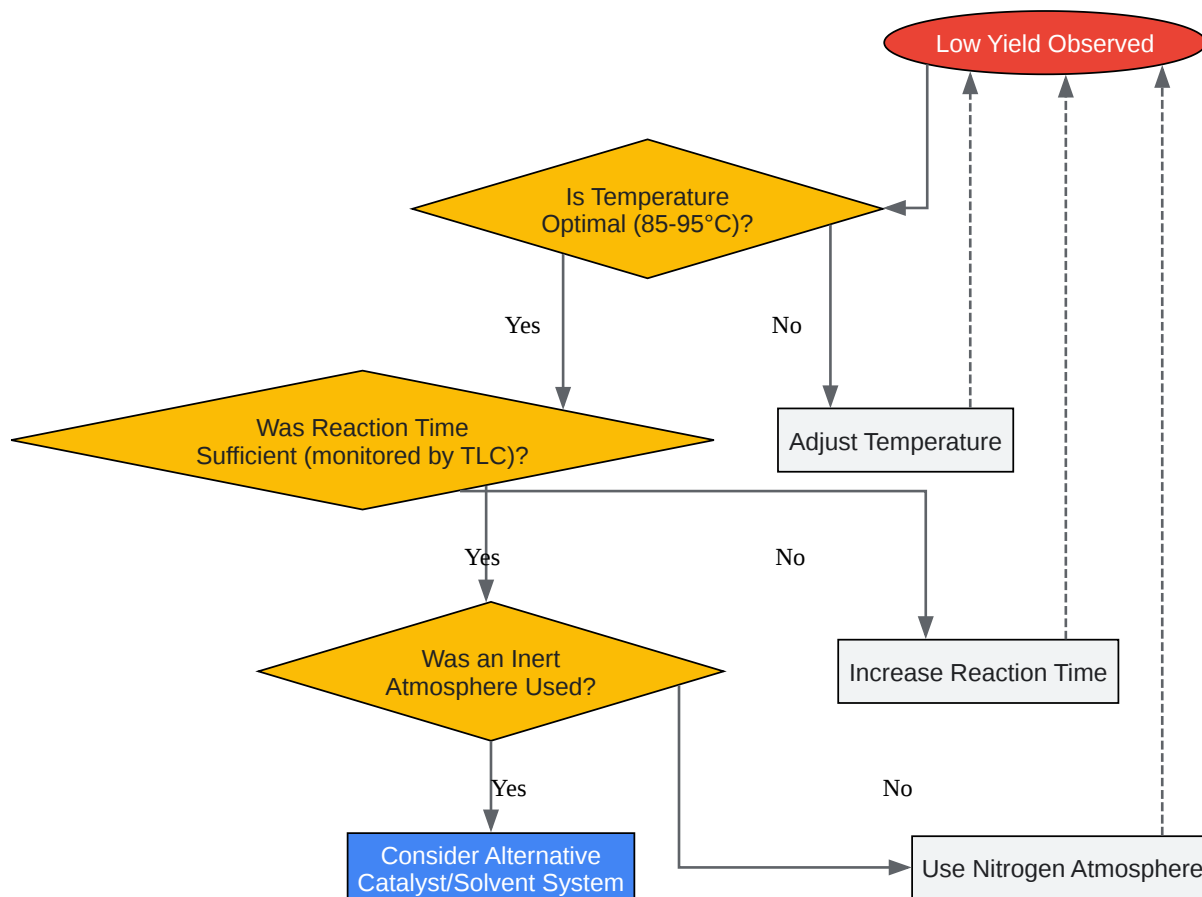 Low Yield Observed
Is Temperature
Optimal (85-95°C)?
Yes
No
Was Reaction Time
Sufficient (monitored by TLC)?
Adjust Temperature
Yes
No
Was an Inert
Atmosphere Used?
Increase Reaction Time
Yes
No
Consider Alternative
Catalyst/Solvent System
Use Nitrogen Atmosphere